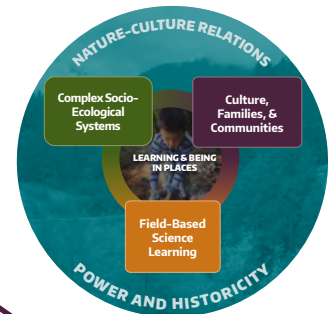 NATURE-CULTURE RELATIONS
Complex Socio-
Ecological
Systems
Culture,
Families, &
Communities
LEARNING & BEING
IN PLACES
Field-Based
Science
Learning
POWER AND HISTORICITY